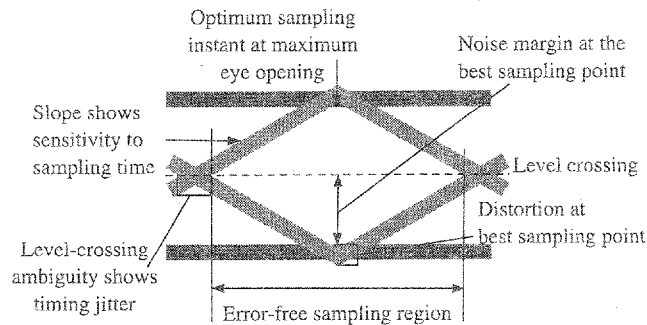 Optimum sampling
instant at maximum
eye opening
Noise margin at the
best sampling point
Slope shows
sensitivity to
sampling time
Level crossing
Distortion at
best sampling point
Level-crossing
ambiguity shows
timing jitter
Error-free sampling region